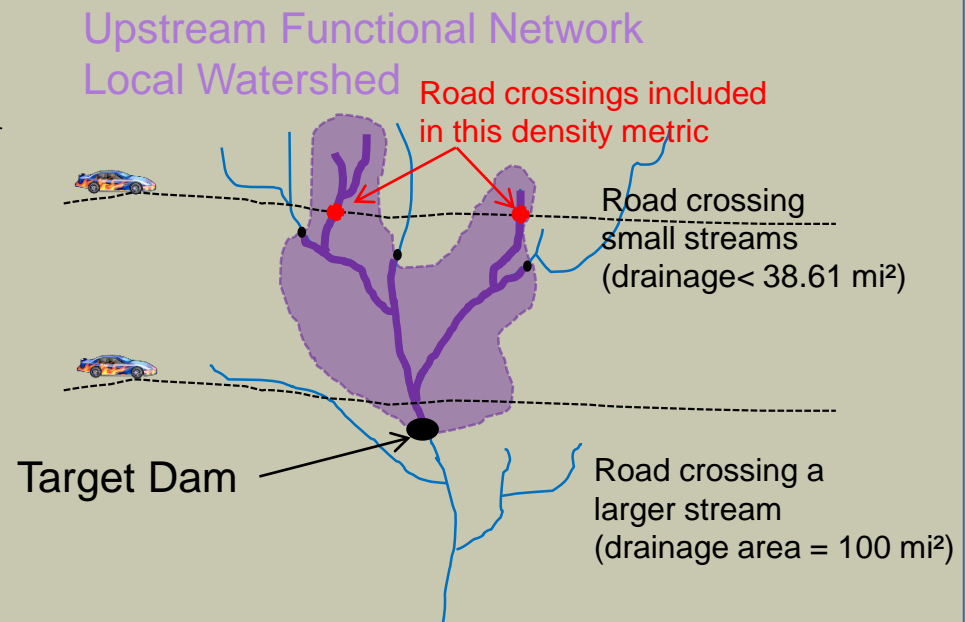 Upstream Functional Network
Local Watershed
Road crossings included
in this density metric
Road crossing
small streams
(drainage< 38.61 mi²)
Target Dam
Road crossing a
larger stream
(drainage area = 100 mi²)